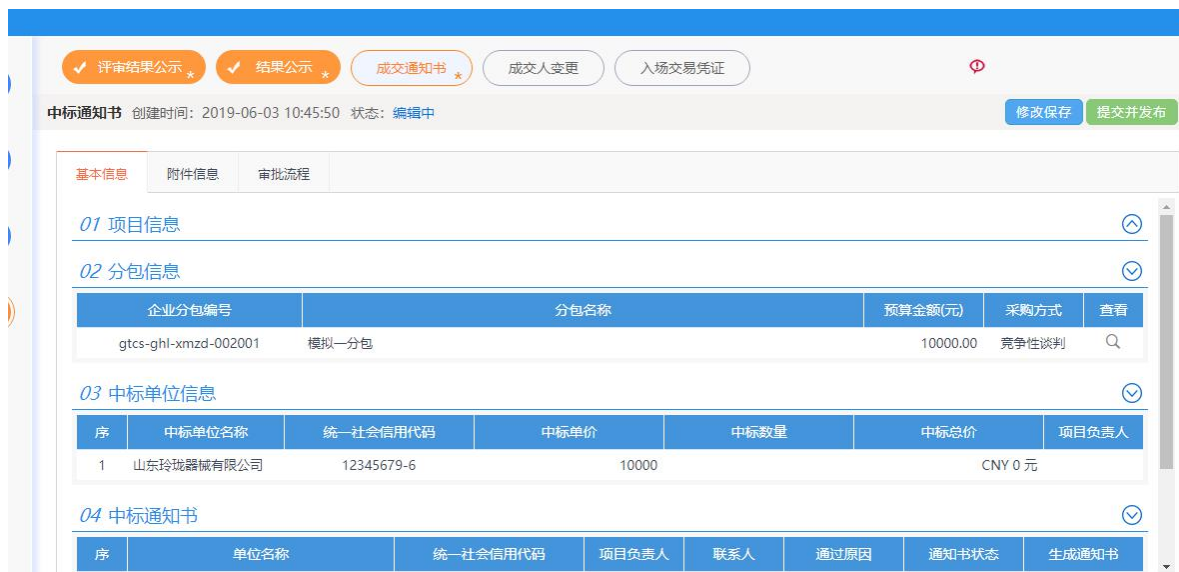 评审结果公示 * 结果公示 * 成交通知书 * 成交人变更 入场交易凭证
中标通知书 创建时间：2019-06-03 10:45:50 状态：编辑中 修改保存 提交并发布
基本信息 附件信息 审批流程
01 项目信息
02 分包信息
企业分包编号 分包名称 预算金额(元) 采购方式 查看
gtcs-ghl-xmzd-002001 模拟一分包 10000.00 竞争性谈判
03 中标单位信息
序 中标单位名称 统一社会信用代码 中标单价 中标数量 中标总价 项目负责人
1 山东玲珑器械有限公司 12345679-6 10000 CNY 0 元
04 中标通知书
序 单位名称 统一社会信用代码 项目负责人 联系人 通过原因 通知书状态 生成通知书